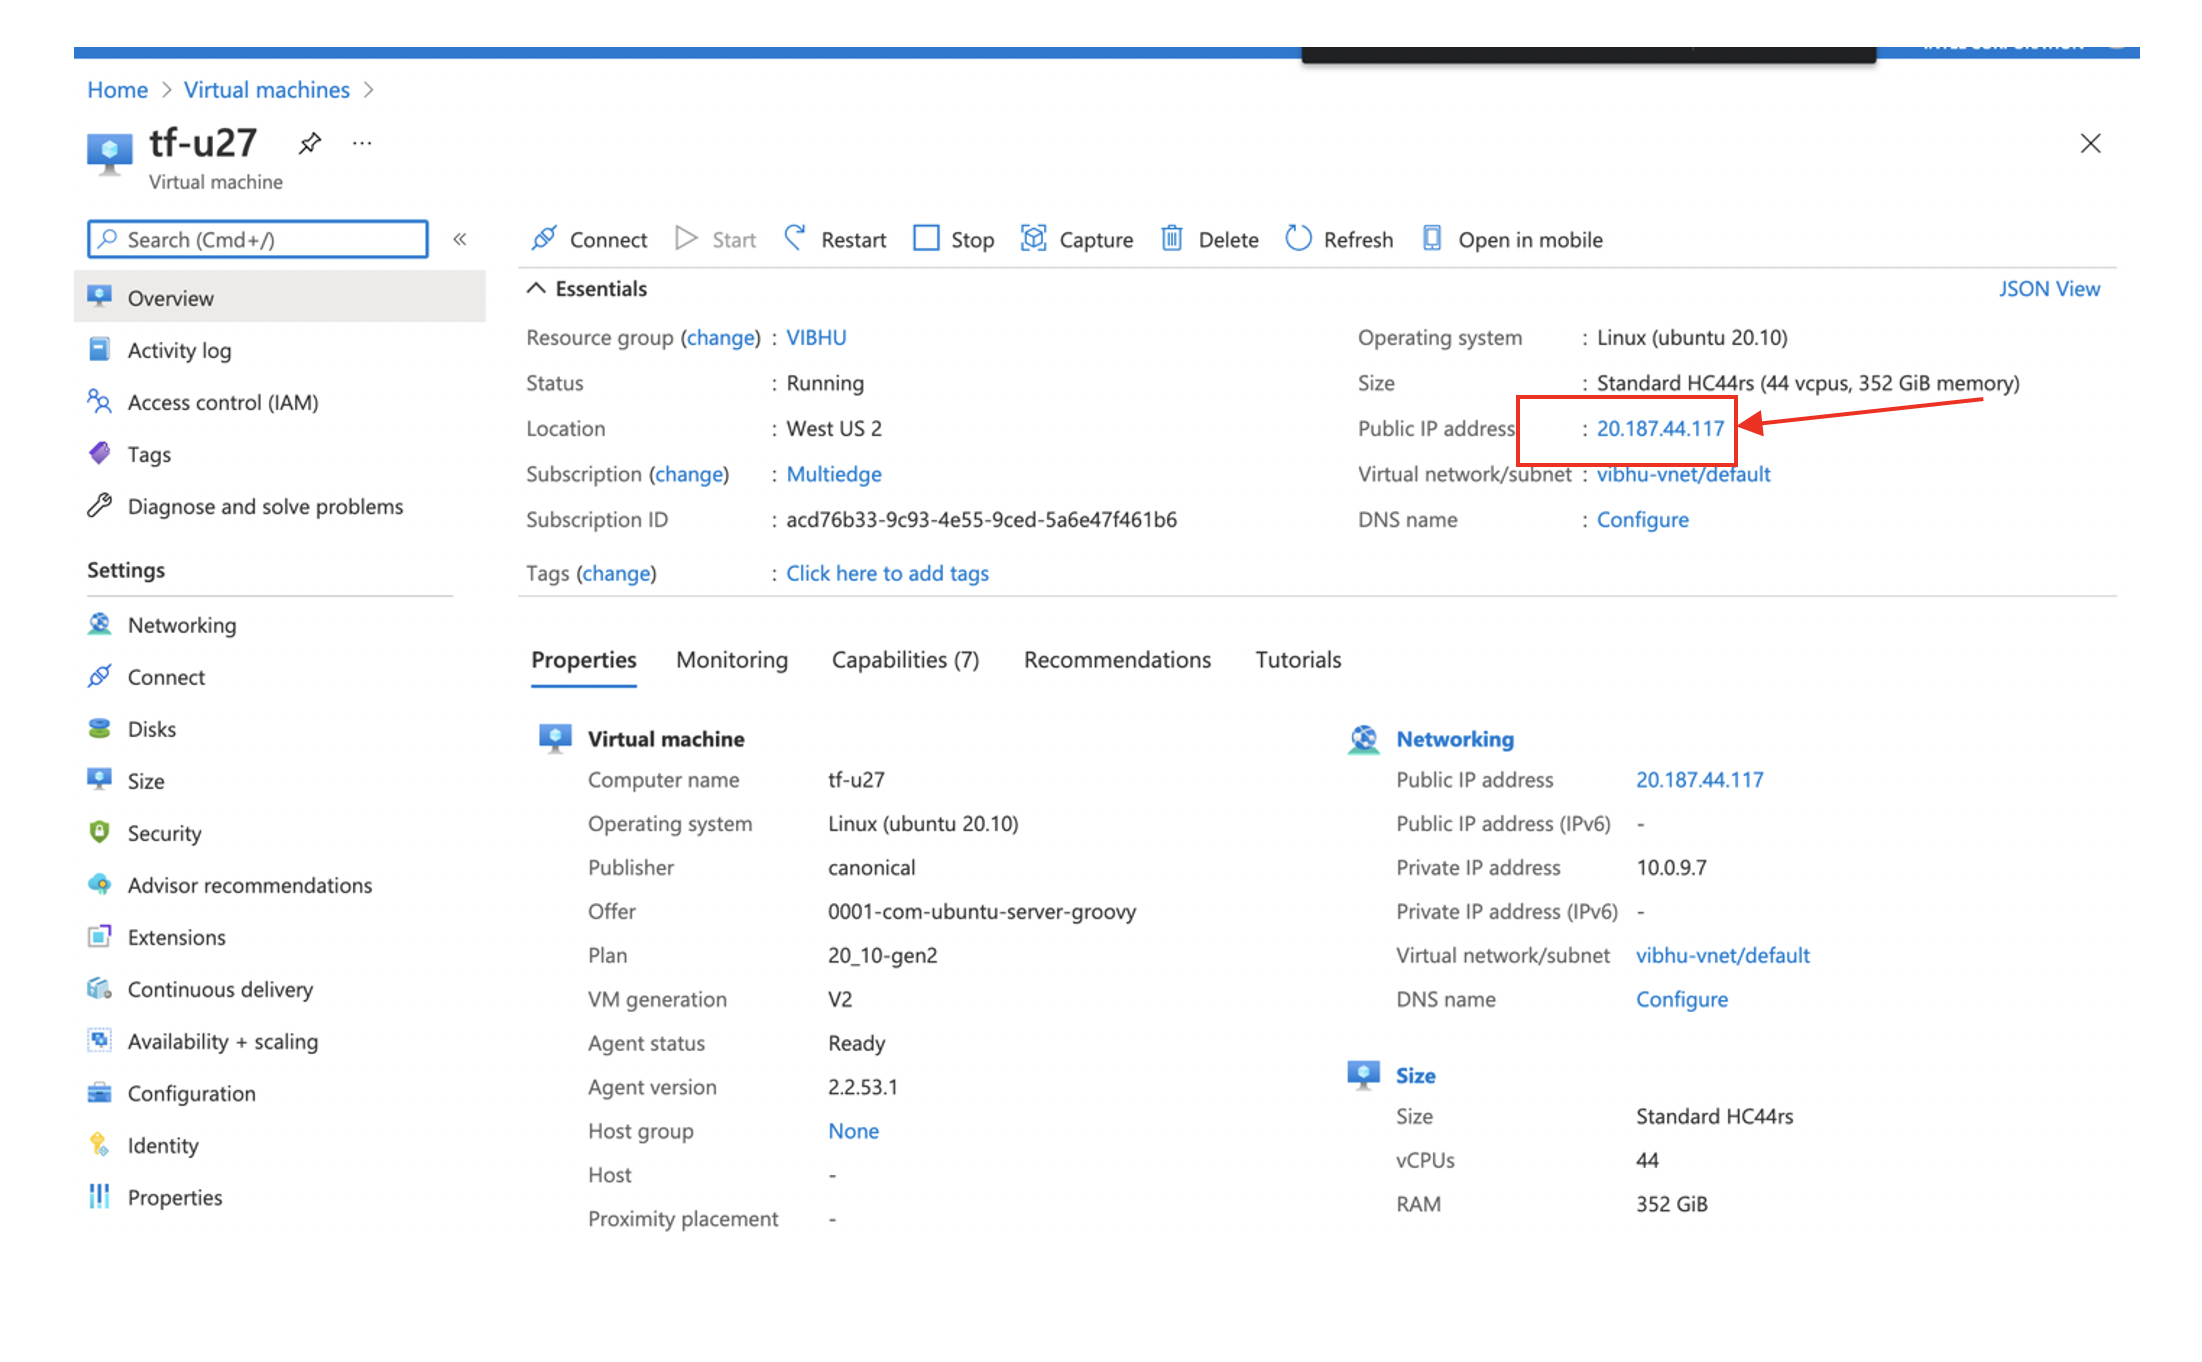 Home > Virtual machines >
tf-u27 ...
Virtual machine
Search (Cmd+/) «
Overview
Activity log
Access control (IAM)
Tags
Diagnose and solve problems
Settings
Networking
Connect
Disks
Size
Security
Advisor recommendations
Extensions
Continuous delivery
Availability + scaling
Configuration
Identity
Properties
Connect Start Restart Stop Capture Delete Refresh Open in mobile
Essentials JSON View
Resource group (change) : VIBHU
Status : Running
Location : West US 2
Subscription (change) : Multiedge
Subscription ID : acd76b33-9c93-4e55-9ced-5a6e47f461b6
Tags (change) : Click here to add tags
Operating system : Linux (ubuntu 20.10)
Size : Standard HC44rs (44 vcpus, 352 GiB memory)
Public IP address : 20.187.44.117
Virtual network/subnet : vibhu-vnet/default
DNS name : Configure
Properties Monitoring Capabilities (7) Recommendations Tutorials
Virtual machine
Computer name tf-u27
Operating system Linux (ubuntu 20.10)
Publisher canonical
Offer 0001-com-ubuntu-server-groovy
Plan 20_10-gen2
VM generation V2
Agent status Ready
Agent version 2.2.53.1
Host group None
Host -
Proximity placement -
Networking
Public IP address 20.187.44.117
Public IP address (IPv6) -
Private IP address 10.0.9.7
Private IP address (IPv6) -
Virtual network/subnet vibhu-vnet/default
DNS name Configure
Size
Size Standard HC44rs
vCPUs 44
RAM 352 GiB